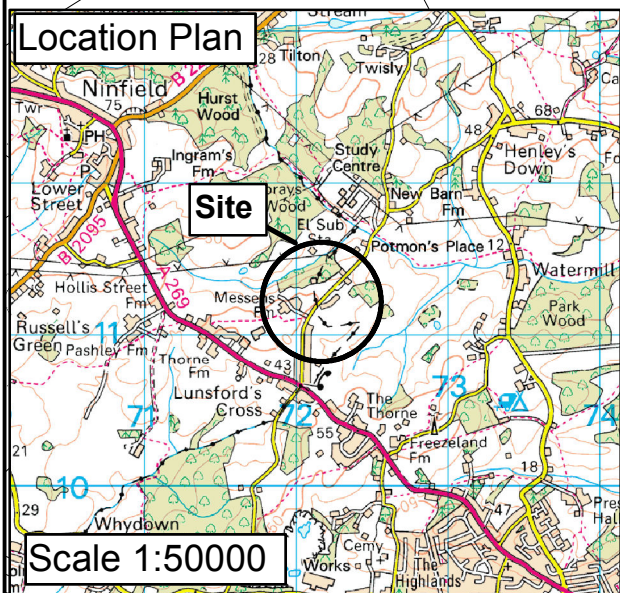 Location Plan
Stream
28
Tilton
Twisly
Ninfield
75
Twr
PH
P
Hurst
Wood
48
68
Ingram's
Fm
Study
Centre
Henley's
Down
Lower
Street
Wood
New Barn
Fm
Site
El Sub
Sta
B 2095
A 269
Potmon's Place
12
Watermill
Hollis Street
Fm
Messens
Fm
Park
Wood
Russell's
Green
11
Pashley Fm
Thorne
Fm
43
Lunsford's
Cross
71
72
73
74
The
Thorne
55
Freezeland
Fm
21
10
18
29
Whydown
47
Hall
Scale 1:50000
Works
Cemy
The
Highlands